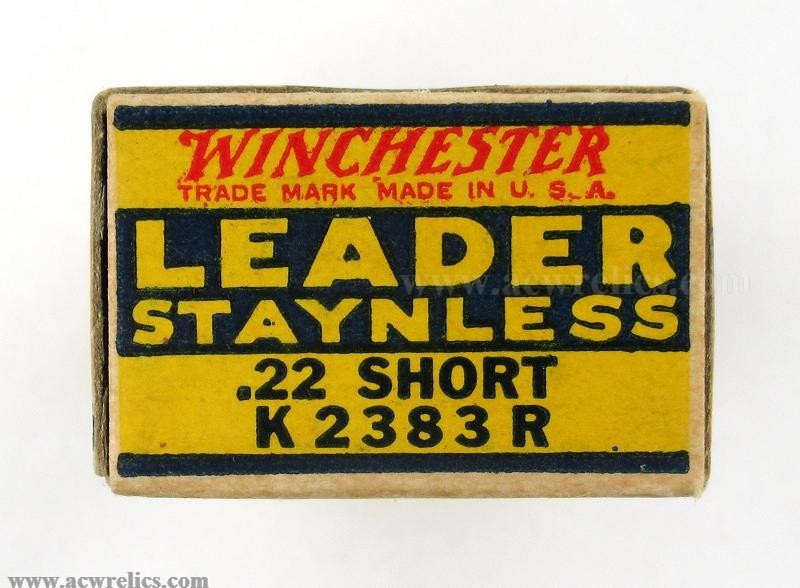 WINCHESTER
TRADE MARK MADE IN U. S. A.
LEADER
www.acwrelics.com
STAYNLESS
.22 SHORT
K 2383 R
www.acwrelics.com